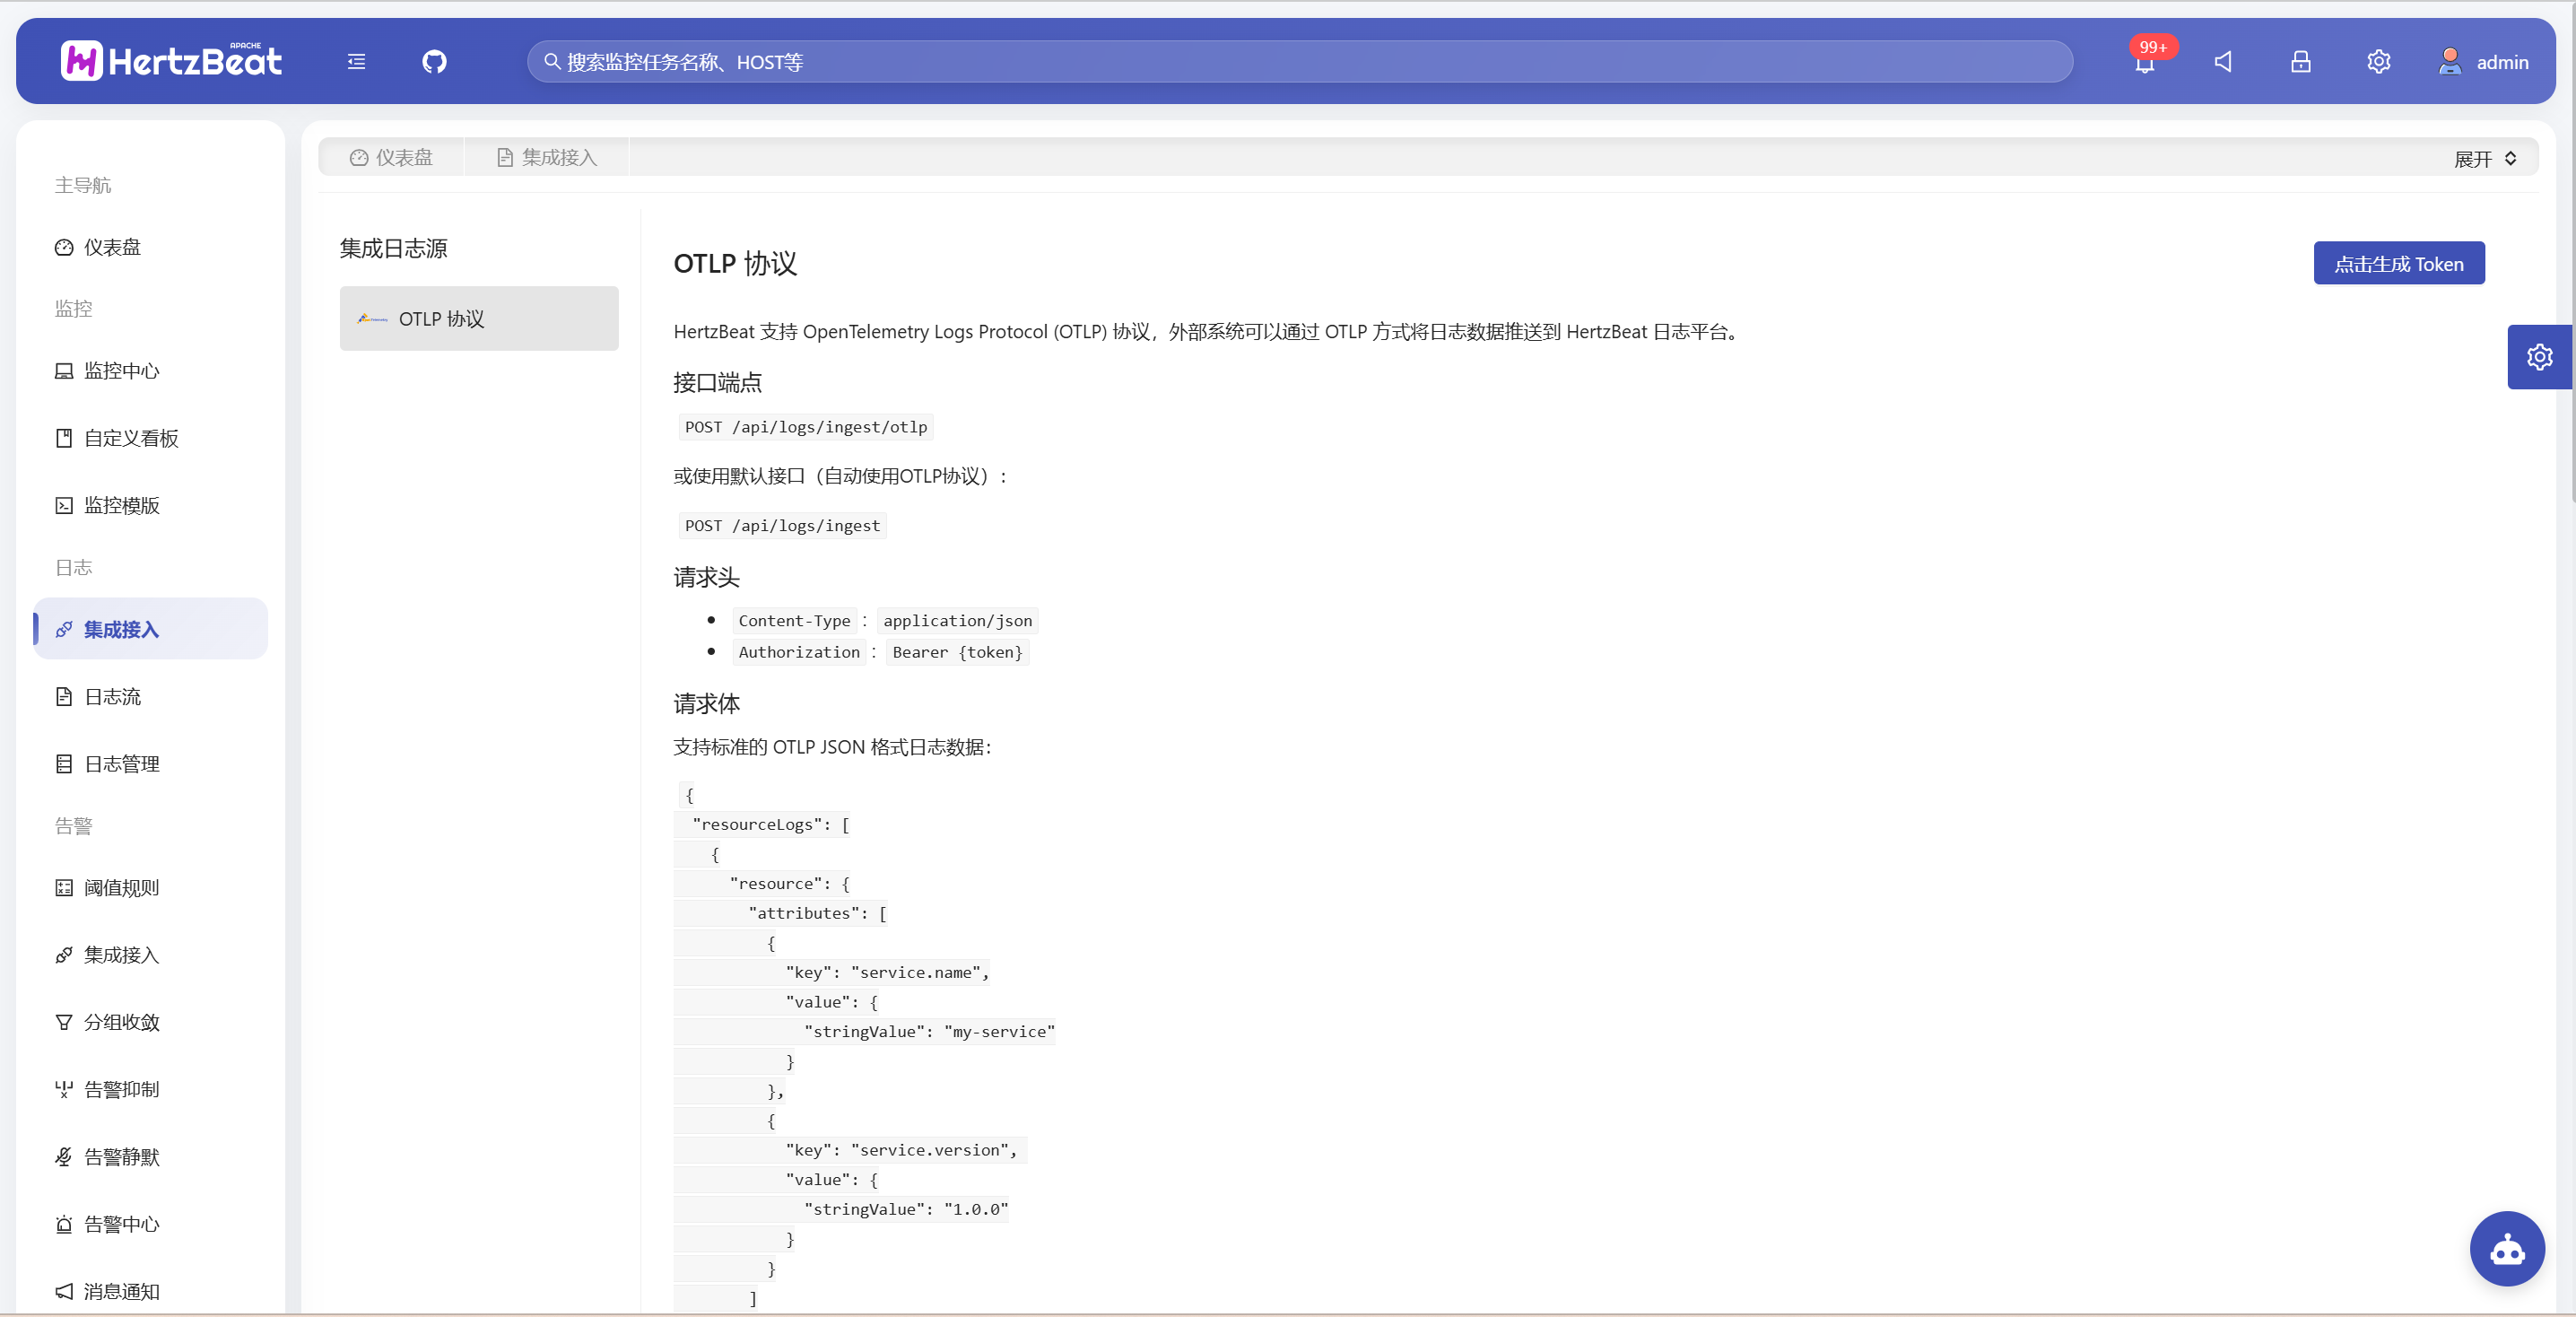 APACHE
HertzBeat
搜索监控任务名称、HOST等
99+
admin
主导航
仪表盘
监控
监控中心
自定义看板
监控模版
日志
集成接入
日志流
日志管理
告警
阈值规则
集成接入
分组收敛
告警抑制
告警静默
告警中心
消息通知
仪表盘
集成接入
展开
集成日志源
OTLP 协议
OTLP 协议
点击生成 Token
HertzBeat 支持 OpenTelemetry Logs Protocol (OTLP) 协议，外部系统可以通过 OTLP 方式将日志数据推送到 HertzBeat 日志平台。
接口端点
POST /api/logs/ingest/otlp
或使用默认接口（自动使用OTLP协议）：
POST /api/logs/ingest
请求头
Content-Type : application/json
Authorization : Bearer {token}
请求体
支持标准的 OTLP JSON 格式日志数据：
{
"resourceLogs": [
{
"resource": {
"attributes": [
{
"key": "service.name",
"value": {
"stringValue": "my-service"
}
},
{
"key": "service.version",
"value": {
"stringValue": "1.0.0"
}
}
]